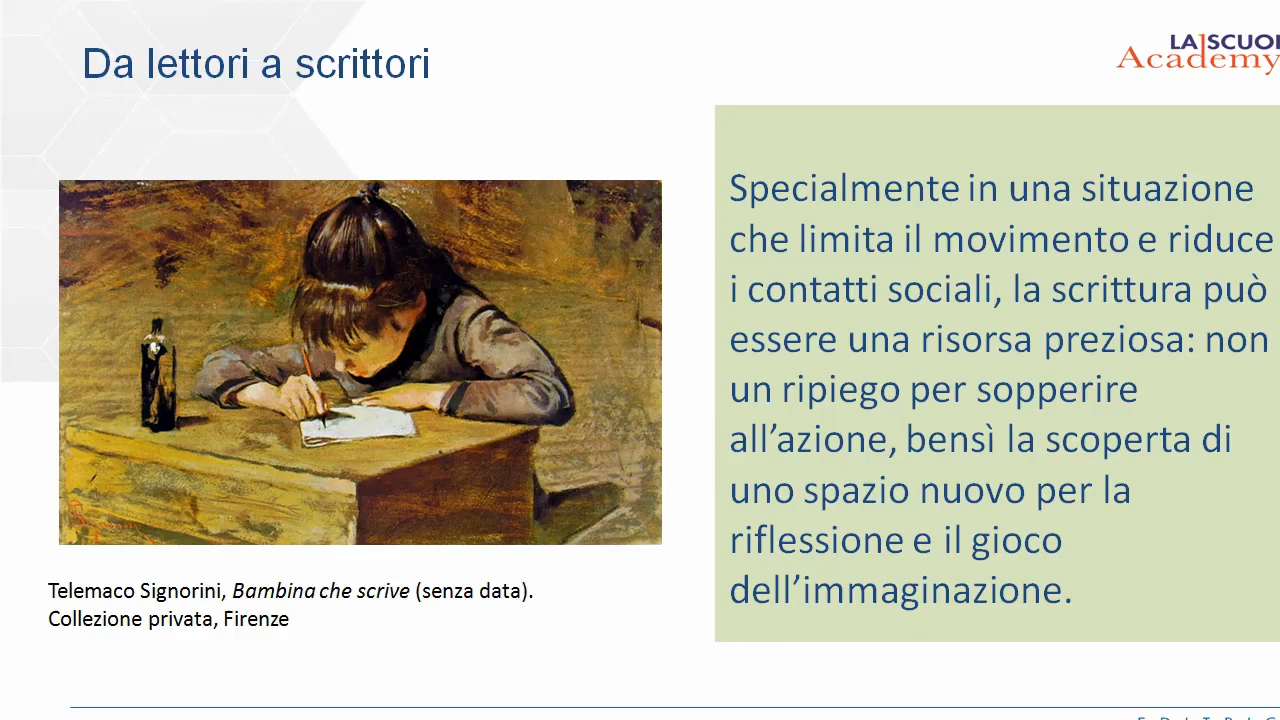 Da lettori a scrittori
LA SCUOL
Academy
Specialmente in una situazione
che limita il movimento e riduce
i contatti sociali, la scrittura può
essere una risorsa preziosa: non
un ripiego per sopperire
all’azione, bensì la scoperta di
uno spazio nuovo per la
riflessione e il gioco
dell’immaginazione.
Telemaco Signorini, Bambina che scrive (senza data).
Collezione privata, Firenze